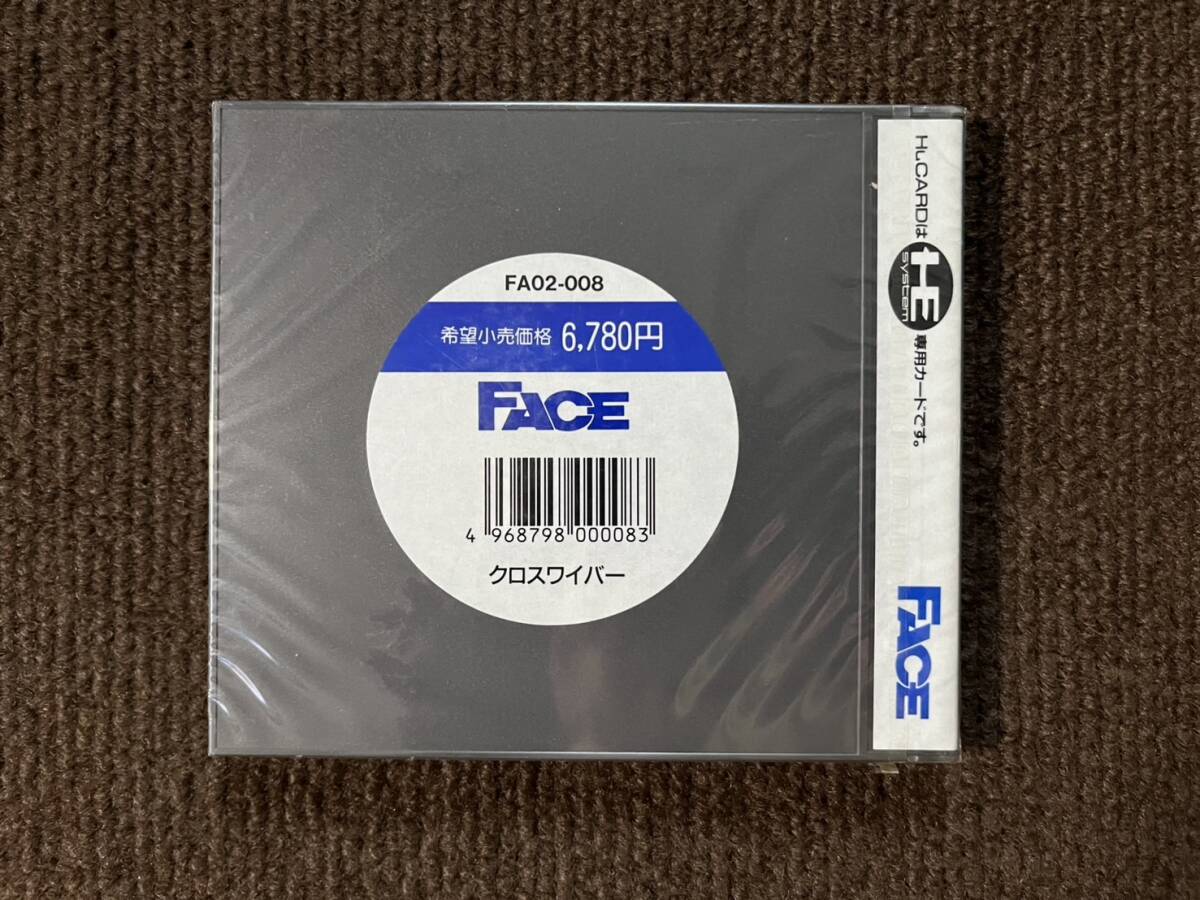 FA02-008
希望小売価格 6,780円
FACE
4 968798 000083
クロスワイバー
HuCARDは HE system 専用カードです。
FACE